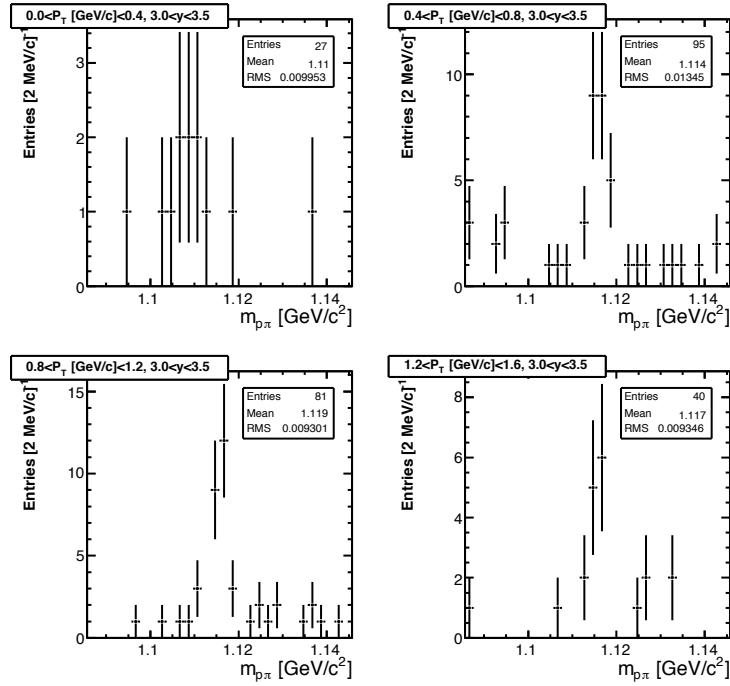 0.0<P_T [GeV/c]<0.4, 3.0<y<3.5
Entries 27
Mean 1.11
RMS 0.009953
Entries [2 MeV/c]^-1
3
2
1
0
1.1 1.12 1.14
m_pπ [GeV/c^2]
0.4<P_T [GeV/c]<0.8, 3.0<y<3.5
Entries 95
Mean 1.114
RMS 0.01345
Entries [2 MeV/c]^-1
10
5
0
1.1 1.12 1.14
m_pπ [GeV/c^2]
0.8<P_T [GeV/c]<1.2, 3.0<y<3.5
Entries 81
Mean 1.119
RMS 0.009301
Entries [2 MeV/c]^-1
15
10
5
0
1.1 1.12 1.14
m_pπ [GeV/c^2]
1.2<P_T [GeV/c]<1.6, 3.0<y<3.5
Entries 40
Mean 1.117
RMS 0.009346
Entries [2 MeV/c]^-1
8
6
4
2
0
1.1 1.12 1.14
m_pπ [GeV/c^2]